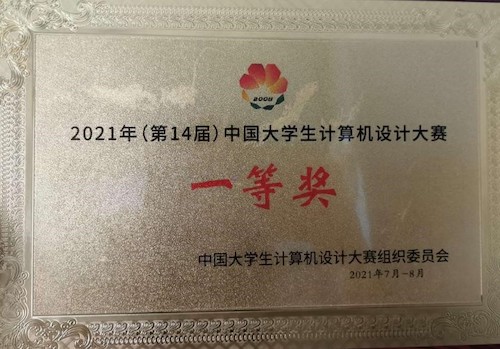 2021年(第14届)中国大学生计算机设计大赛
一等奖
中国大学生计算机设计大赛组织委员会
2021年7月-8月